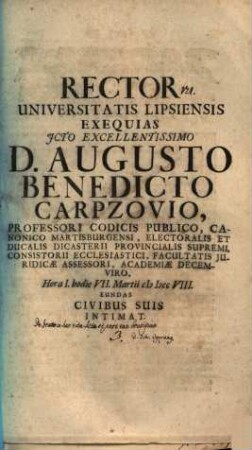 RECTOR
UNIVERSITATIS LIPSIENSIS
EXEQUIAS
JCTO EXCELLENTISSIMO
D. AUGUSTO
BENEDICTO
CARPZOVIO,
PROFESSORI CODICIS PUBLICO, CA-
NONICO MARTISBURGENSI, ELECTORALIS ET
DUCALIS DICASTERII PROVINCIALIS SUPREMI,
CONSISTORII ECCLESIASTICI, FACULTATIS JU-
RIDICÆ ASSESSORI, ACADEMIÆ DECEM-
VIRO,
Hora I. hodie VII. Martii cIↄ Iↄcc VIII.
EUNDAS
CIVIBUS SUIS
INTIMAT.